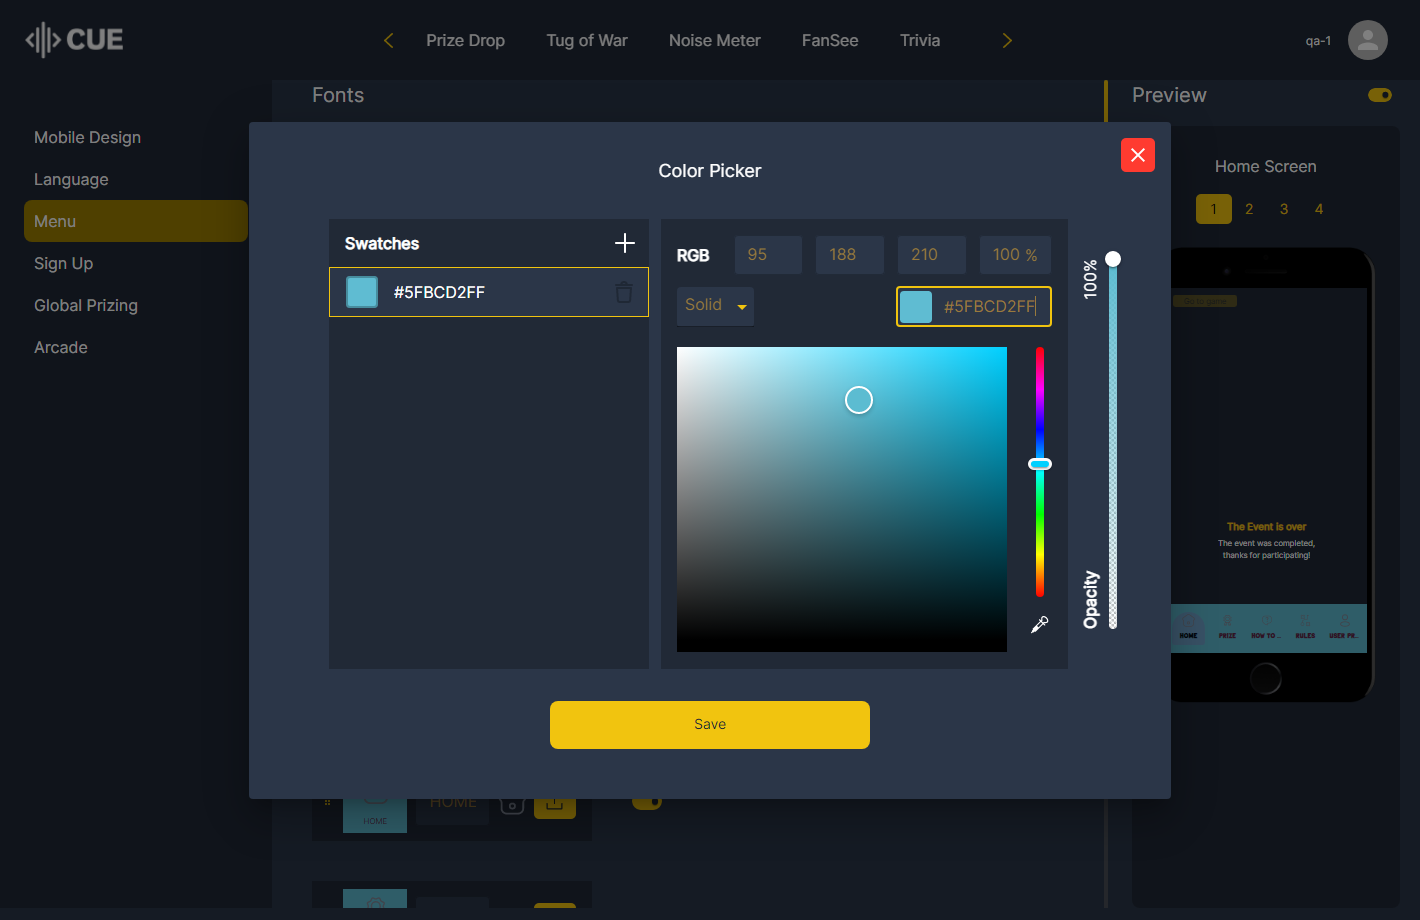 CUE
Prize Drop
Tug of War
Noise Meter
FanSee
Trivia
qa-1
Fonts
Preview
Mobile Design
Language
Menu
Sign Up
Global Prizing
Arcade
Color Picker
Swatches
#5FBCD2FF
RGB
95
188
210
100 %
Solid
#5FBCD2FF
100%
Opacity
Save
Home Screen
1
2
3
4
Go to game
The Event is over
The event was completed,
thanks for participating!
HOME
PRIZE
HOW TO ...
RULES
USER PR...
HOME
HOME